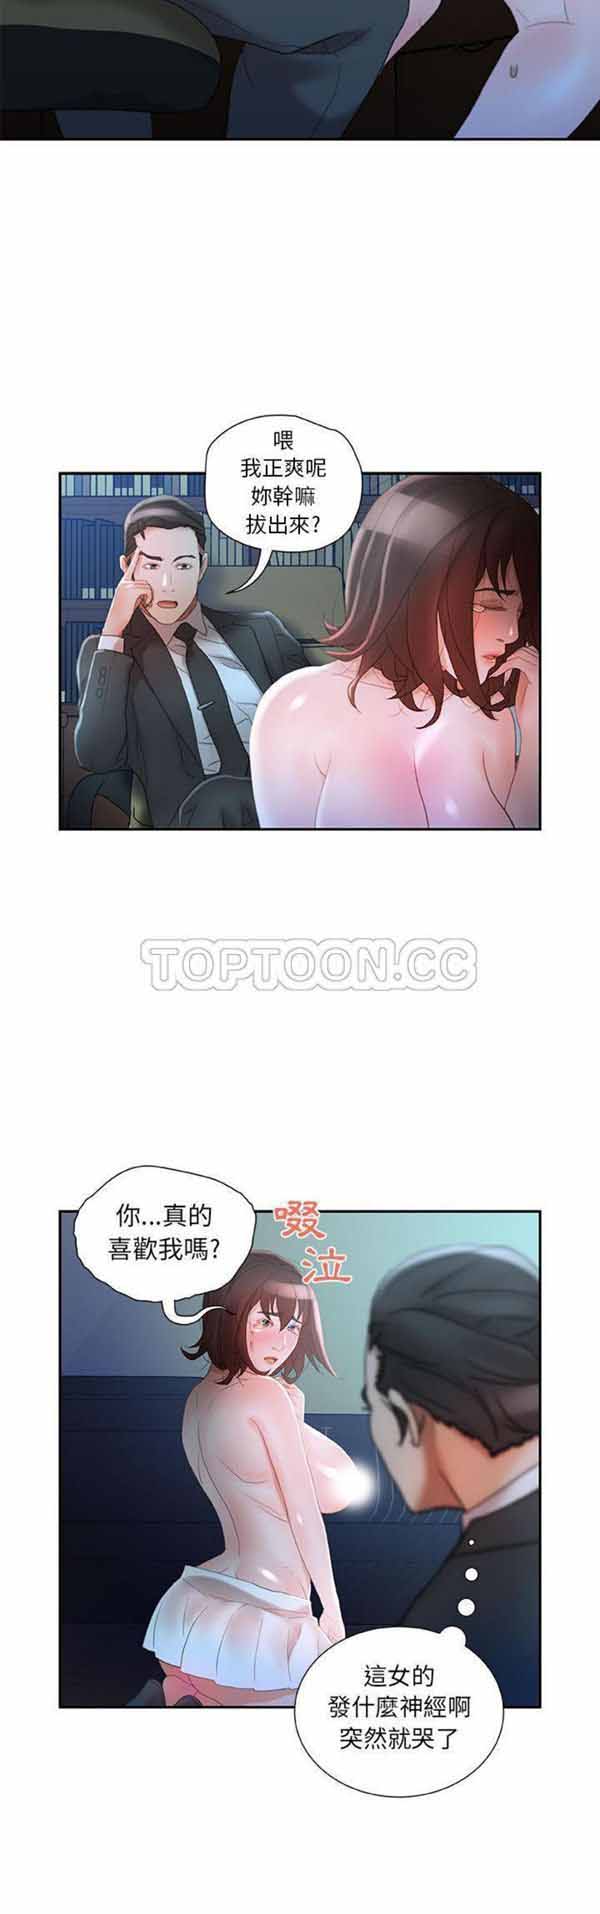 喂
我正爽呢
妳幹嘛
拔出來?
TOPTOON.CC
你...真的
喜歡我嗎?
啜
泣
這女的
發什麼神經啊
突然就哭了